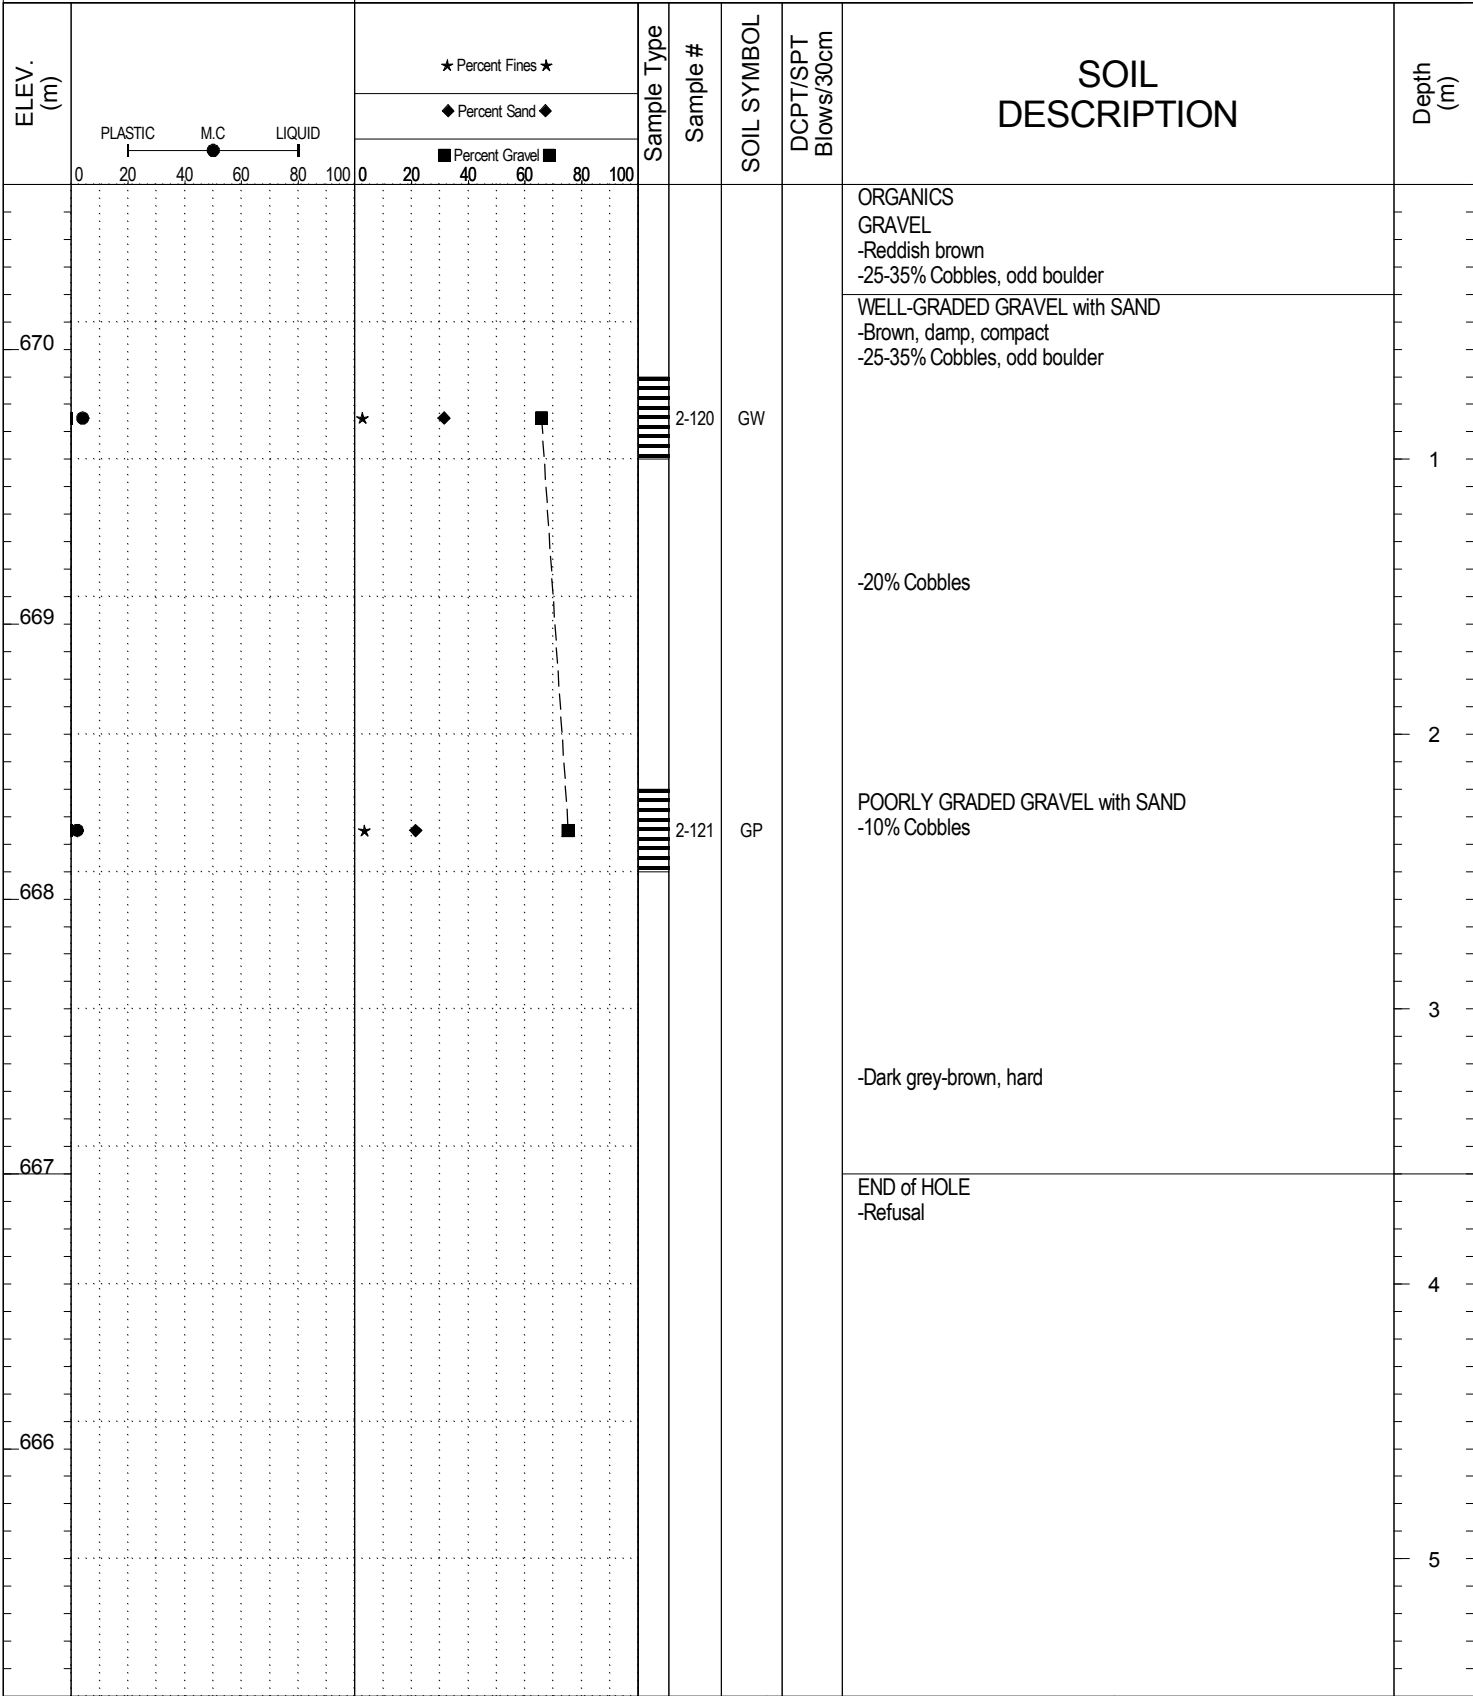 ELEV.
(m)
PLASTIC M.C LIQUID
0 20 40 60 80 100
★ Percent Fines ★
◆ Percent Sand ◆
■ Percent Gravel ■
0 20 40 60 80 100
Sample Type
Sample #
SOIL SYMBOL
DCPT/SPT
Blows/30cm
SOIL
DESCRIPTION
Depth
(m)
ORGANICS
GRAVEL
-Reddish brown
-25-35% Cobbles, odd boulder
WELL-GRADED GRAVEL with SAND
-Brown, damp, compact
670
-25-35% Cobbles, odd boulder
2-120 GW
1
-20% Cobbles
669
2
POORLY GRADED GRAVEL with SAND
-10% Cobbles
2-121 GP
668
3
-Dark grey-brown, hard
667
END of HOLE
-Refusal
4
666
5